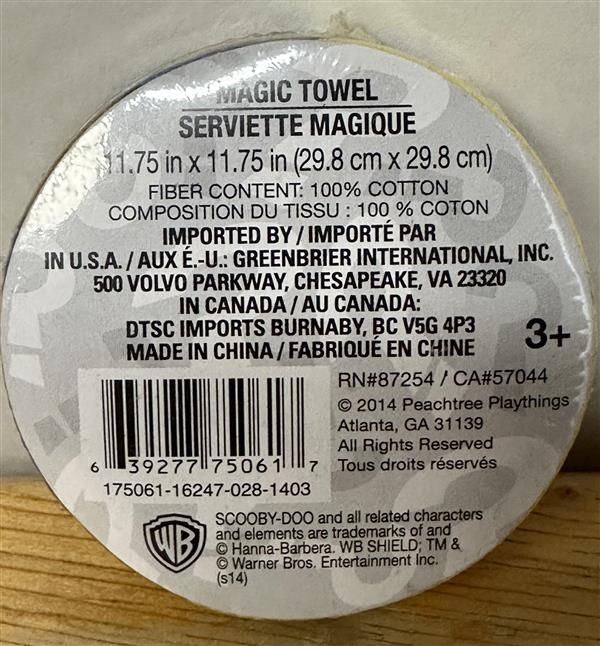 MAGIC TOWEL
SERVIETTE MAGIQUE
11.75 in x 11.75 in (29.8 cm x 29.8 cm)
FIBER CONTENT: 100% COTTON
COMPOSITION DU TISSU : 100 % COTON
IMPORTED BY / IMPORTÉ PAR
IN U.S.A. / AUX É.-U.: GREENBRIER INTERNATIONAL, INC.
500 VOLVO PARKWAY, CHESAPEAKE, VA 23320
IN CANADA / AU CANADA:
DTSC IMPORTS BURNABY, BC V5G 4P3
MADE IN CHINA / FABRIQUÉ EN CHINE
3+
RN#87254 / CA#57044
© 2014 Peachtree Playthings
Atlanta, GA 31139
All Rights Reserved
Tous droits réservés
6 39277 75061 7
175061-16247-028-1403
WB
SCOOBY-DOO and all related characters
and elements are trademarks of and
© Hanna-Barbera. WB SHIELD; TM &
© Warner Bros. Entertainment Inc.
(s14)